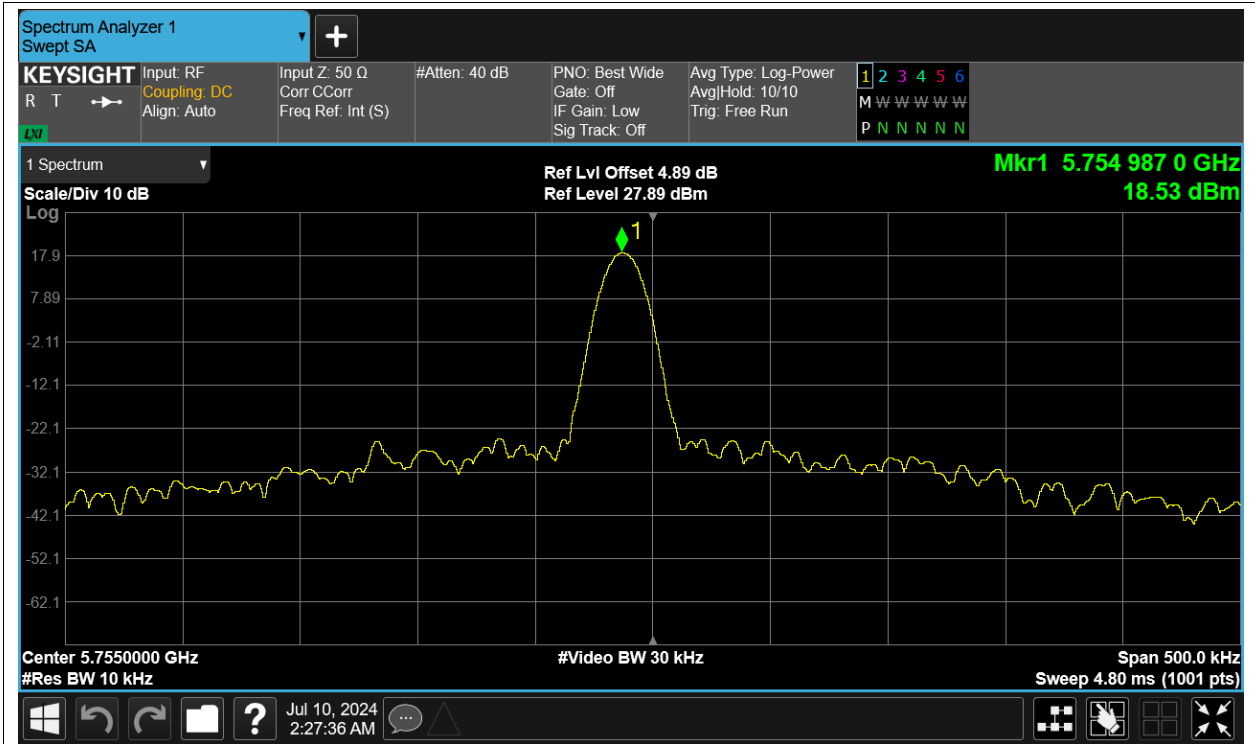 Spectrum Analyzer 1
Swept SA
KEYSIGHT
R T
LXI
Input: RF
Coupling: DC
Align: Auto
Input Z: 50 Ω
Corr CCorr
Freq Ref: Int (S)
#Atten: 40 dB
PNO: Best Wide
Gate: Off
IF Gain: Low
Sig Track: Off
Avg Type: Log-Power
Avg|Hold: 10/10
Trig: Free Run
1 2 3 4 5 6
M W W W W W
P N N N N N
1 Spectrum
Scale/Div 10 dB
Log
Ref Lvl Offset 4.89 dB
Ref Level 27.89 dBm
Mkr1 5.754 987 0 GHz
18.53 dBm
1
17.9
7.89
-2.11
-12.1
-22.1
-32.1
-42.1
-52.1
-62.1
Center 5.7550000 GHz
#Video BW 30 kHz
Span 500.0 kHz
#Res BW 10 kHz
Sweep 4.80 ms (1001 pts)
?
Jul 10, 2024
2:27:36 AM